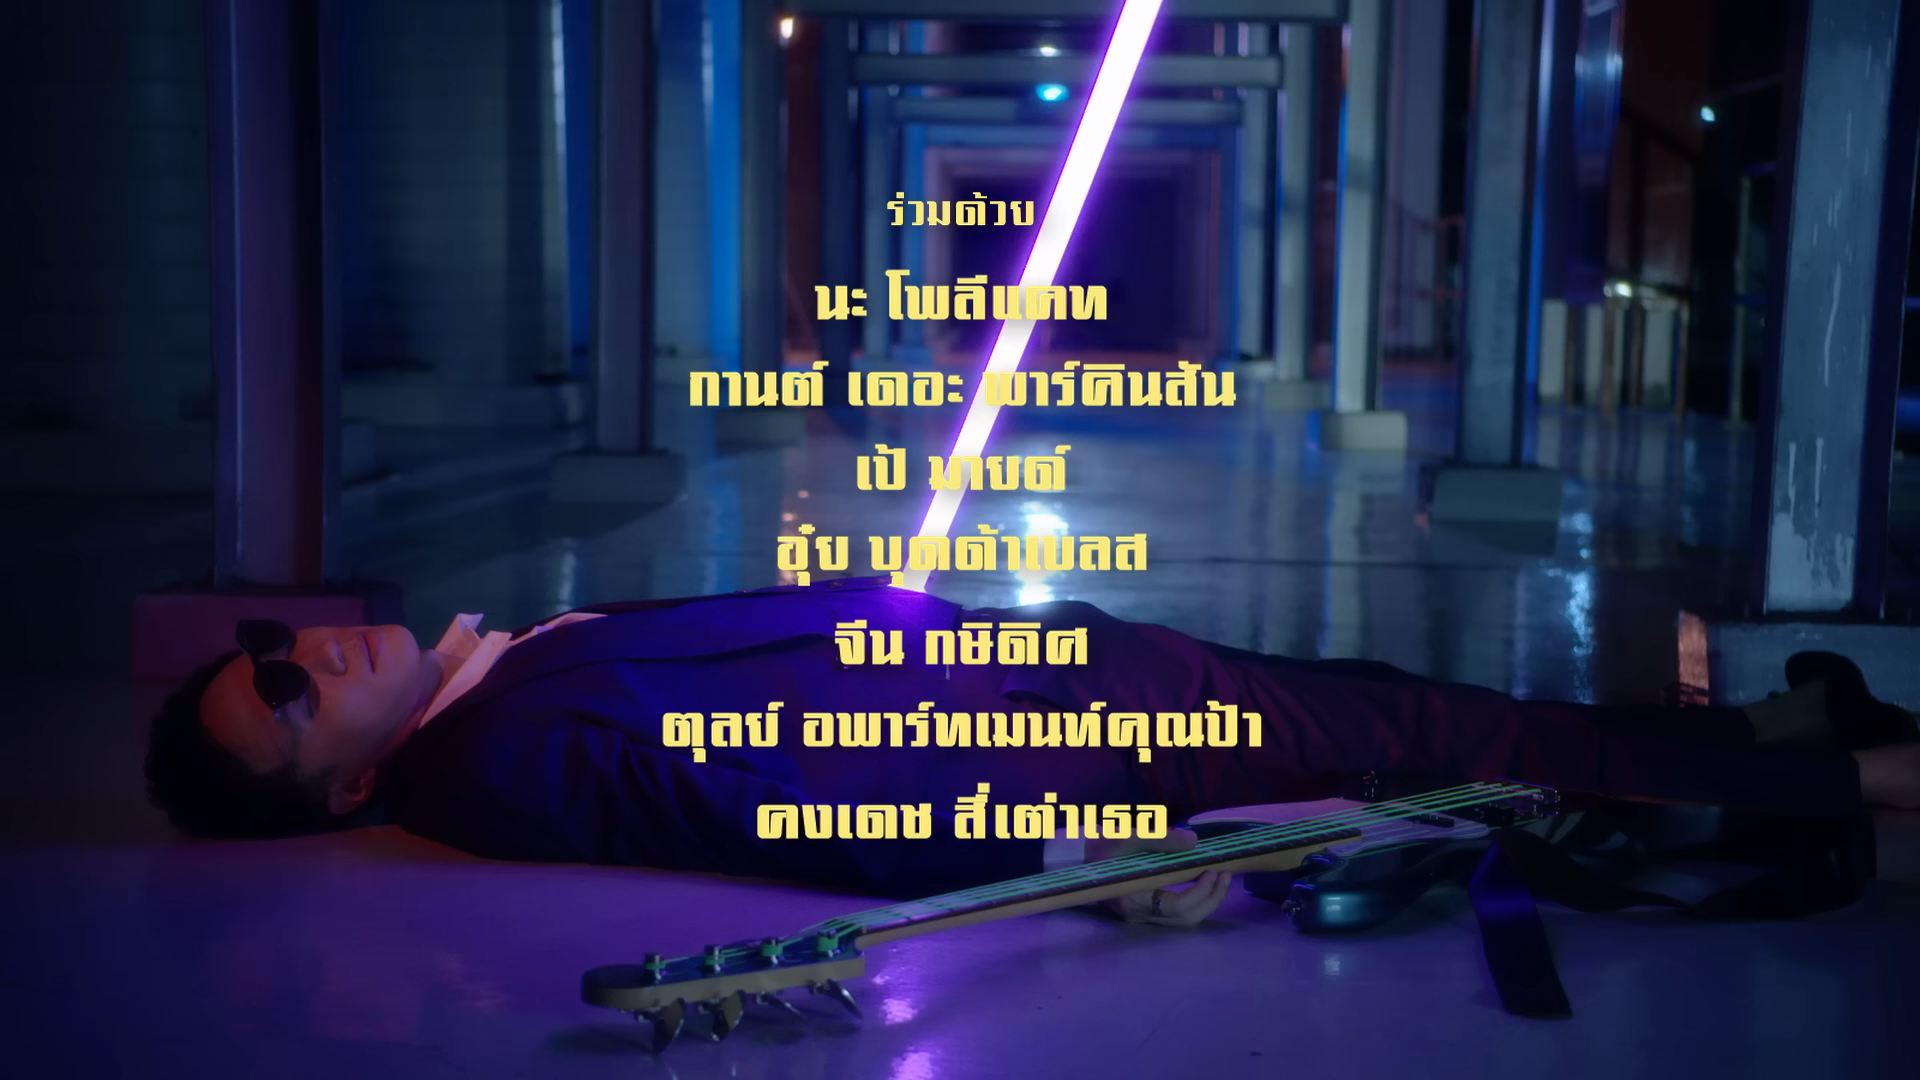 ร่วมด้วย
นะ โพลีแคท
กานต์ เดอะ พาร์คินสัน
เป้ มายด์
อุ๋ย บุดด้าเบลส
จีน กษิดิศ
ตุลย์ อพาร์ทเมนท์คุณป้า
คงเดช สี่เต่าเธอ